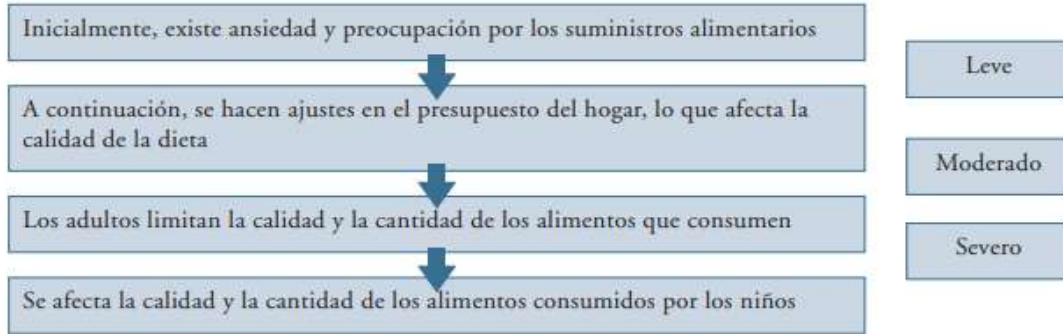 Inicialmente, existe ansiedad y preocupación por los suministros alimentarios
A continuación, se hacen ajustes en el presupuesto del hogar, lo que afecta la
calidad de la dieta
Los adultos limitan la calidad y la cantidad de los alimentos que consumen
Se afecta la calidad y la cantidad de los alimentos consumidos por los niños
Leve
Moderado
Severo